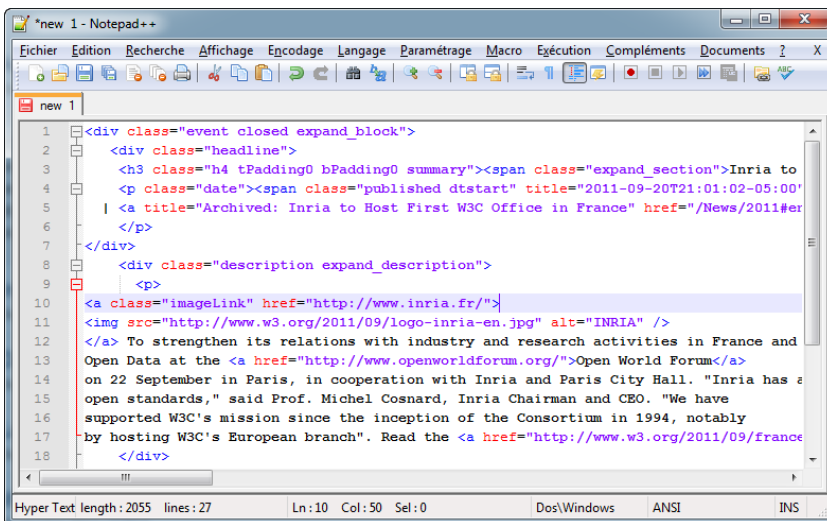 *new 1 - Notepad++
Fichier Edition Recherche Affichage Encodage Langage Paramétrage Macro Exécution Compléments Documents ? X
new 1
1 <div class="event closed expand_block">
2 <div class="headline">
3 <h3 class="h4 tPadding0 bPadding0 summary"><span class="expand_section">Inria to
4 <p class="date"><span class="published dtstart" title="2011-09-20T21:01:02-05:00"
5 | <a title="Archived: Inria to Host First W3C Office in France" href="/News/2011#en
6 </p>
7 </div>
8 <div class="description expand_description">
9 <p>
10 <a class="imageLink" href="http://www.inria.fr/">
11 <img src="http://www.w3.org/2011/09/logo-inria-en.jpg" alt="INRIA" />
12 </a> To strengthen its relations with industry and research activities in France and
13 Open Data at the <a href="http://www.openworldforum.org/">Open World Forum</a>
14 on 22 September in Paris, in cooperation with Inria and Paris City Hall. "Inria has a
15 open standards," said Prof. Michel Cosnard, Inria Chairman and CEO. "We have
16 supported W3C's mission since the inception of the Consortium in 1994, notably
17 by hosting W3C's European branch". Read the <a href="http://www.w3.org/2011/09/france
18 </div>
Hyper Text length : 2055 lines : 27 Ln : 10 Col : 50 Sel : 0 Dos\Windows ANSI INS